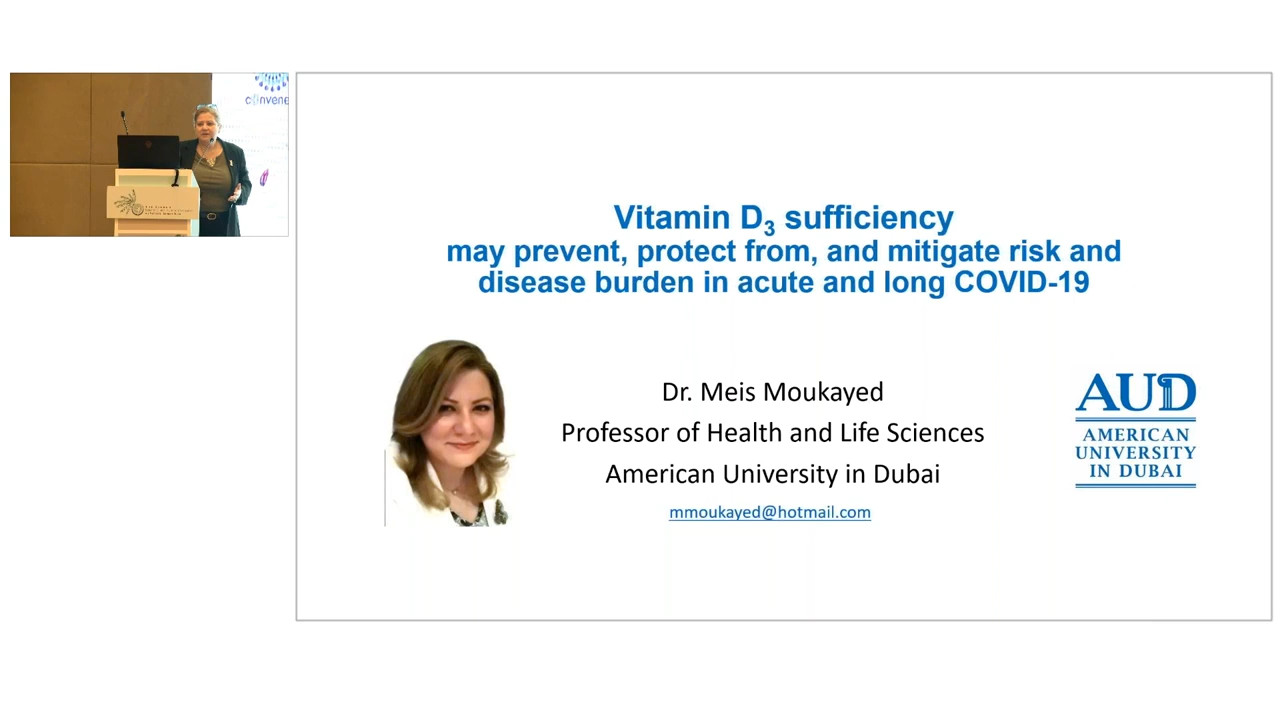 convene
Vitamin D3 sufficiency
may prevent, protect from, and mitigate risk and
disease burden in acute and long COVID-19
Dr. Meis Moukayed
Professor of Health and Life Sciences
American University in Dubai
mmoukayed@hotmail.com
AUD
AMERICAN
UNIVERSITY
IN DUBAI